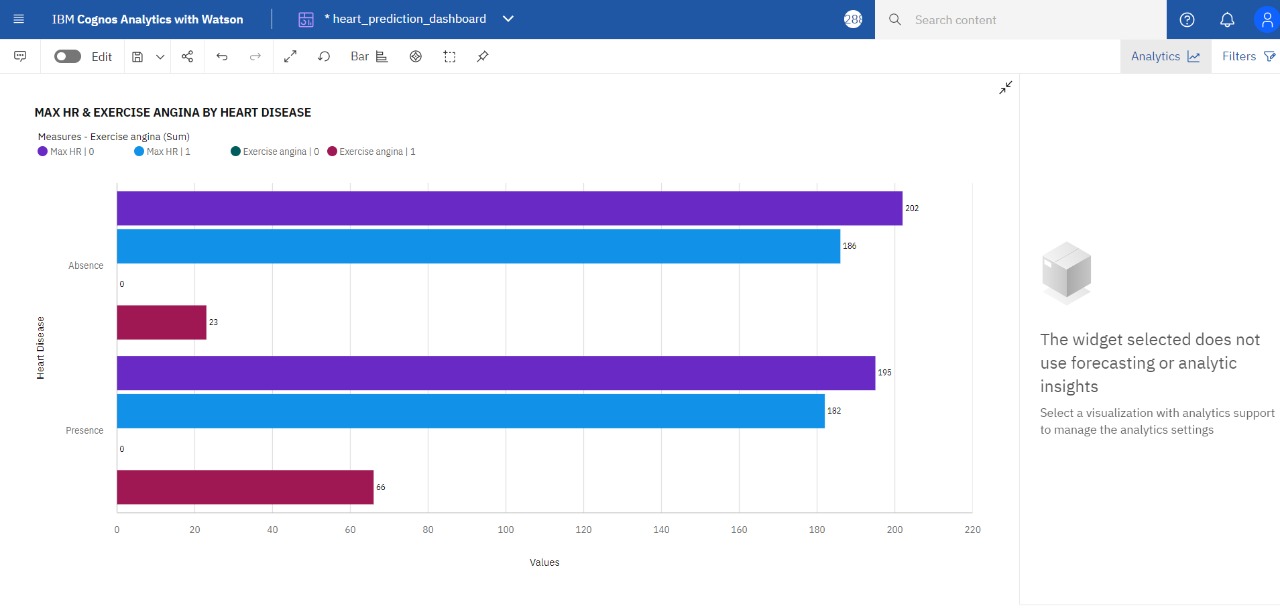 IBM Cognos Analytics with Watson
* heart_prediction_dashboard
288
Search content
Edit
Bar
Analytics
Filters
MAX HR & EXERCISE ANGINA BY HEART DISEASE
Measures - Exercise angina (Sum)
Max HR | 0 Max HR | 1 Exercise angina | 0 Exercise angina | 1
202
186
Absence
0
23
Heart Disease
195
182
Presence
0
66
0 20 40 60 80 100 120 140 160 180 200 220
Values
The widget selected does not
use forecasting or analytic
insights
Select a visualization with analytics support
to manage the analytics settings